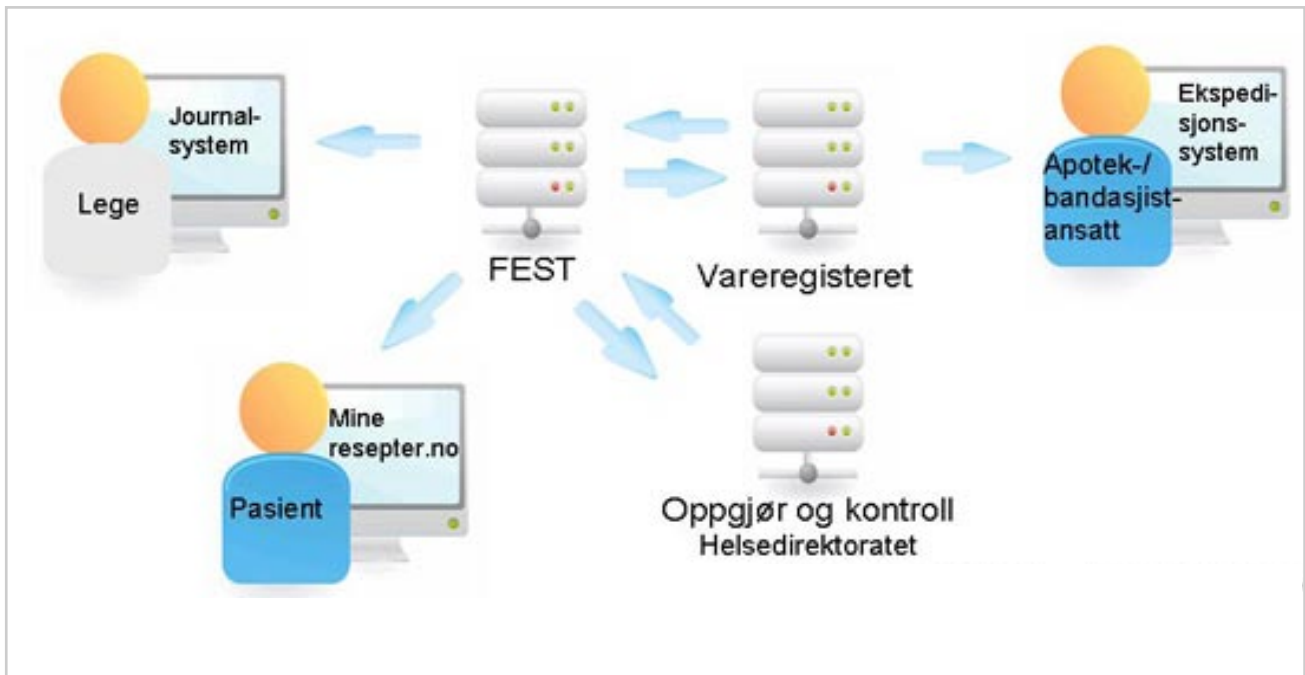 Journal-
system
Lege
FEST
Vareregisteret
Ekspedi-
sjons-
system
Apotek-/
bandasjist-
ansatt
Mine
resepter.no
Pasient
Oppgjør og kontroll
Helsedirektoratet